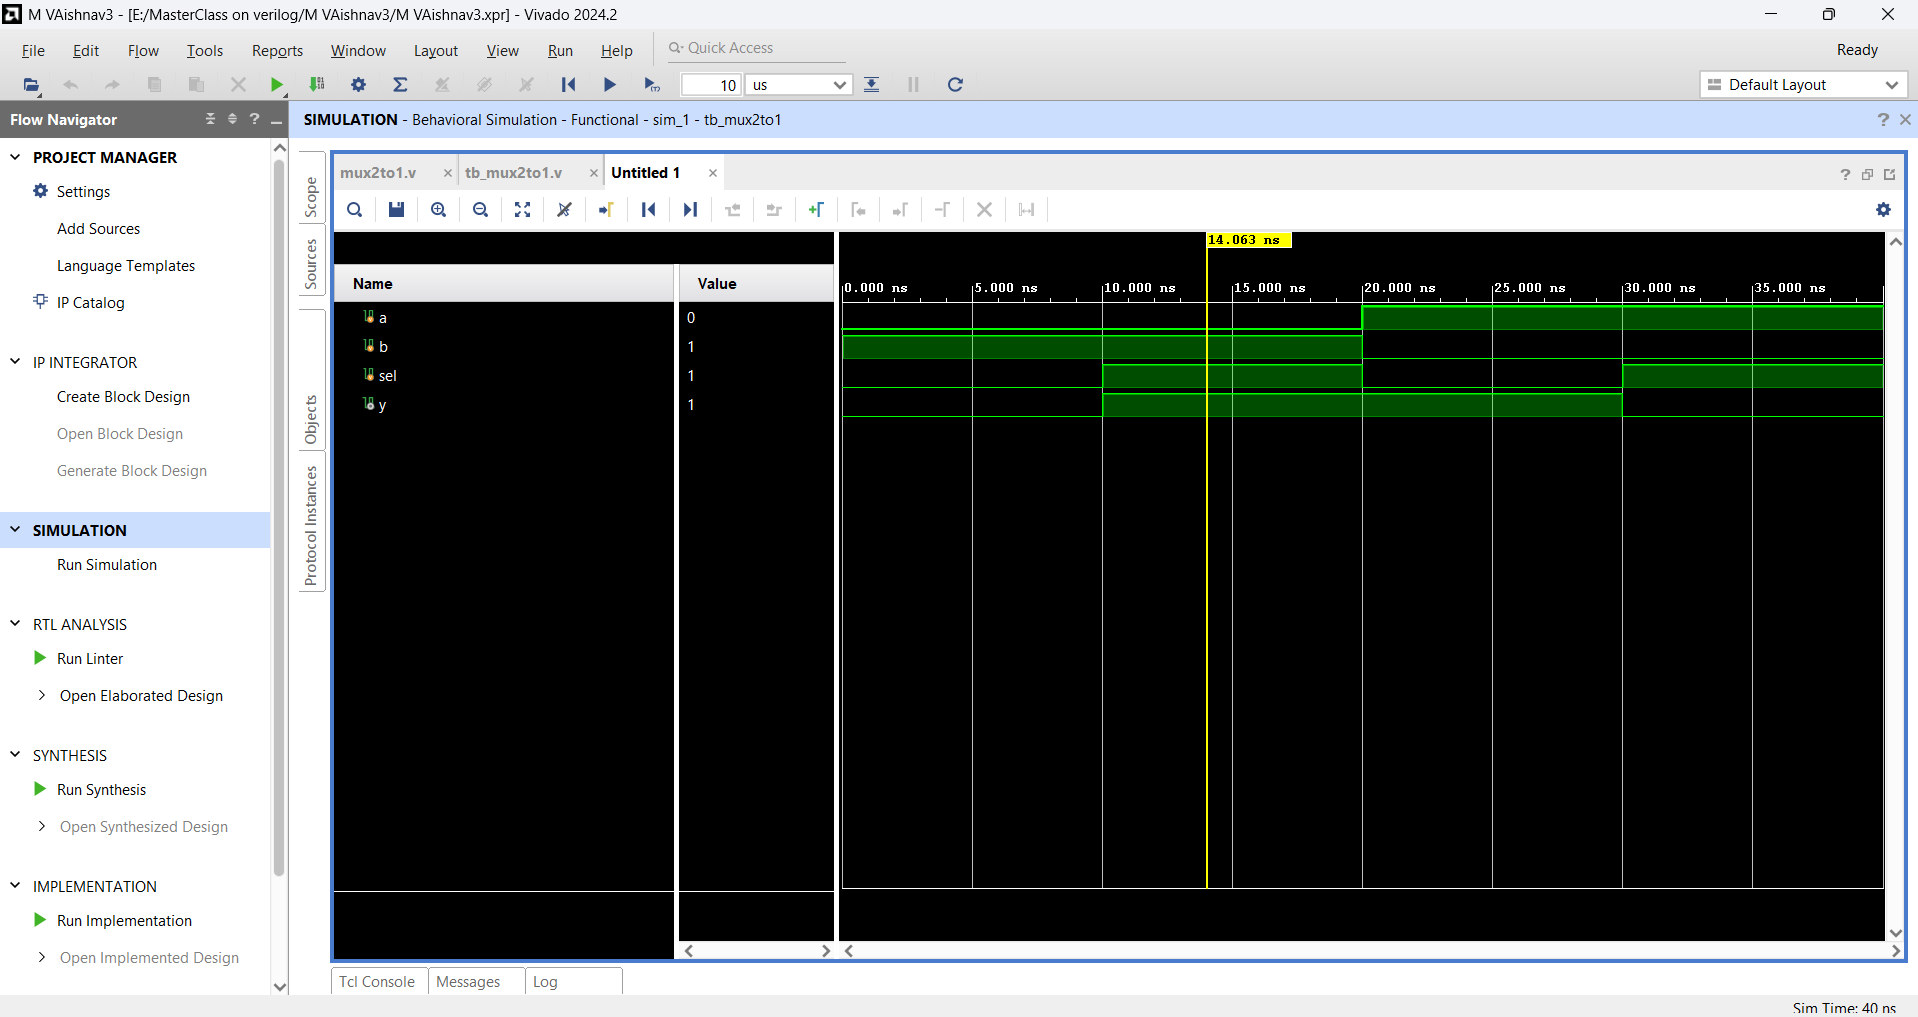 M VAishnav3 - [E:/MasterClass on verilog/M VAishnav3/M VAishnav3.xpr] - Vivado 2024.2
File Edit Flow Tools Reports Window Layout View Run Help Quick Access Ready
10 us Default Layout
Flow Navigator
SIMULATION - Behavioral Simulation - Functional - sim_1 - tb_mux2to1
PROJECT MANAGER
Settings
Add Sources
Language Templates
IP Catalog
IP INTEGRATOR
Create Block Design
Open Block Design
Generate Block Design
SIMULATION
Run Simulation
RTL ANALYSIS
Run Linter
Open Elaborated Design
SYNTHESIS
Run Synthesis
Open Synthesized Design
IMPLEMENTATION
Run Implementation
Open Implemented Design
Scope
Sources
Objects
Protocol Instances
mux2to1.v tb_mux2to1.v Untitled 1
14.063 ns
Name Value
0.000 ns 5.000 ns 10.000 ns 15.000 ns 20.000 ns 25.000 ns 30.000 ns 35.000 ns
a 0
b 1
sel 1
y 1
Tcl Console Messages Log
Sim Time: 40 ns